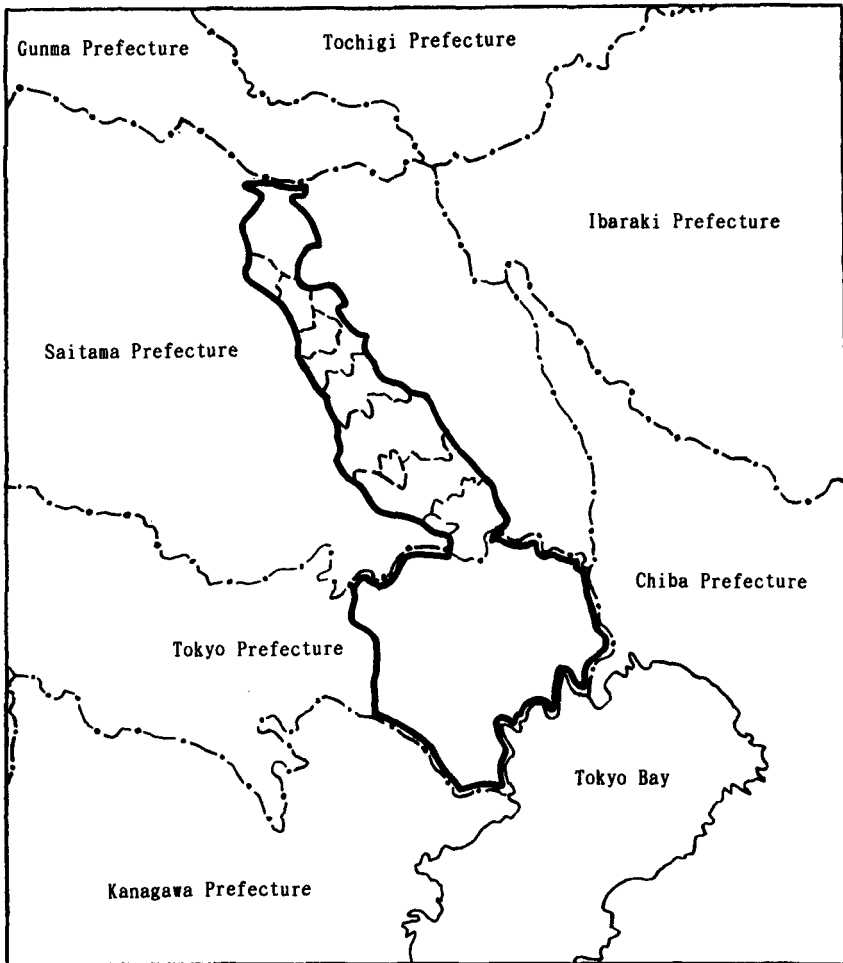 Gunma Prefecture
Tochigi Prefecture
Ibaraki Prefecture
Saitama Prefecture
Chiba Prefecture
Tokyo Prefecture
Tokyo Bay
Kanagawa Prefecture